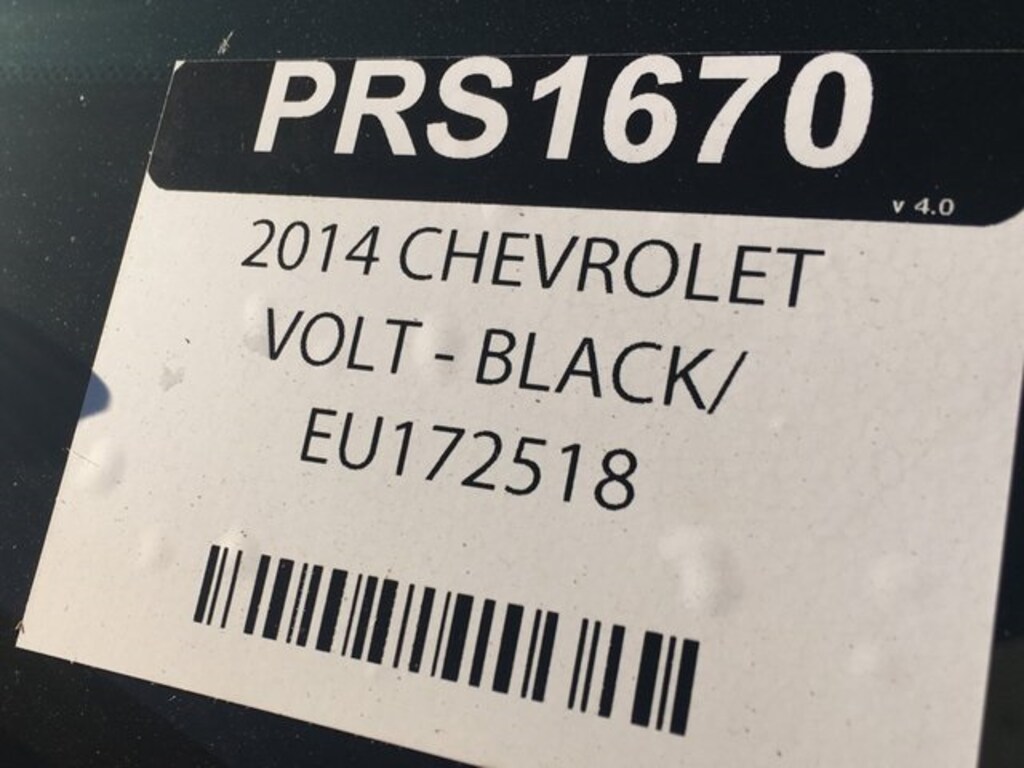 PRS1670
v 4.0
2014 CHEVROLET
VOLT - BLACK/
EU172518